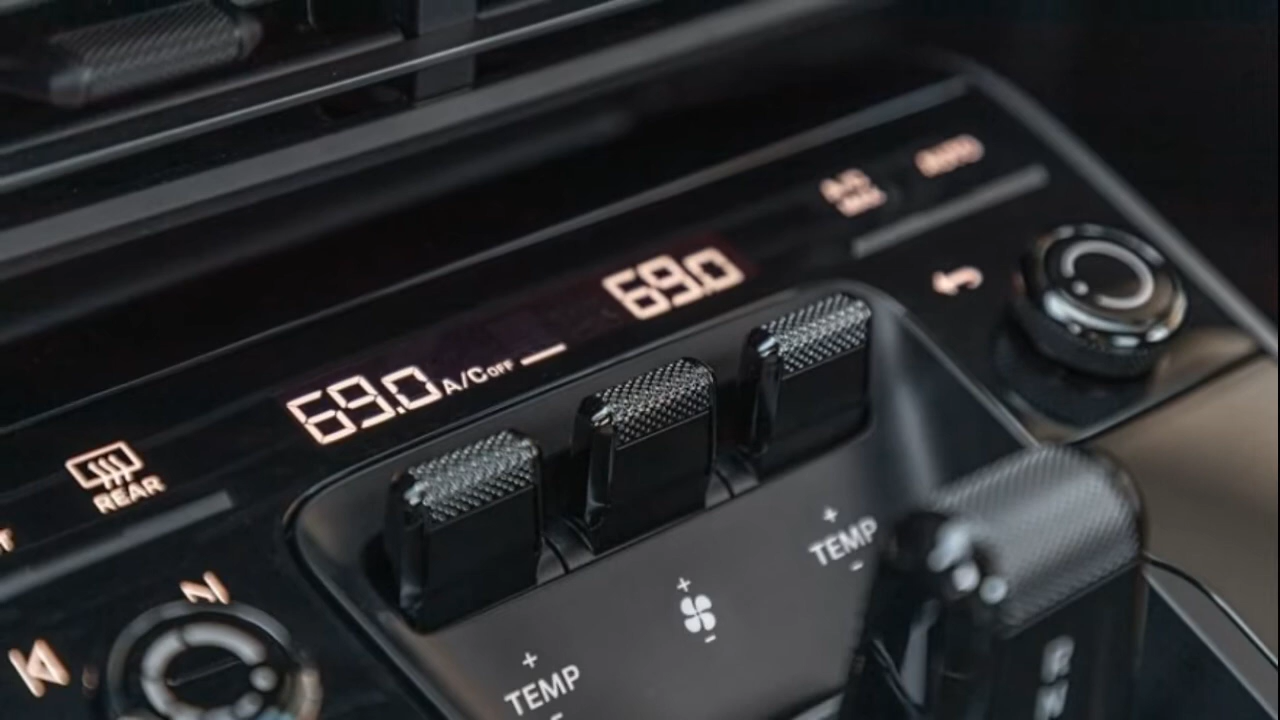 AUTO
69.0
69.0 A/C OFF
REAR
+
TEMP
-
+
-
+
TEMP